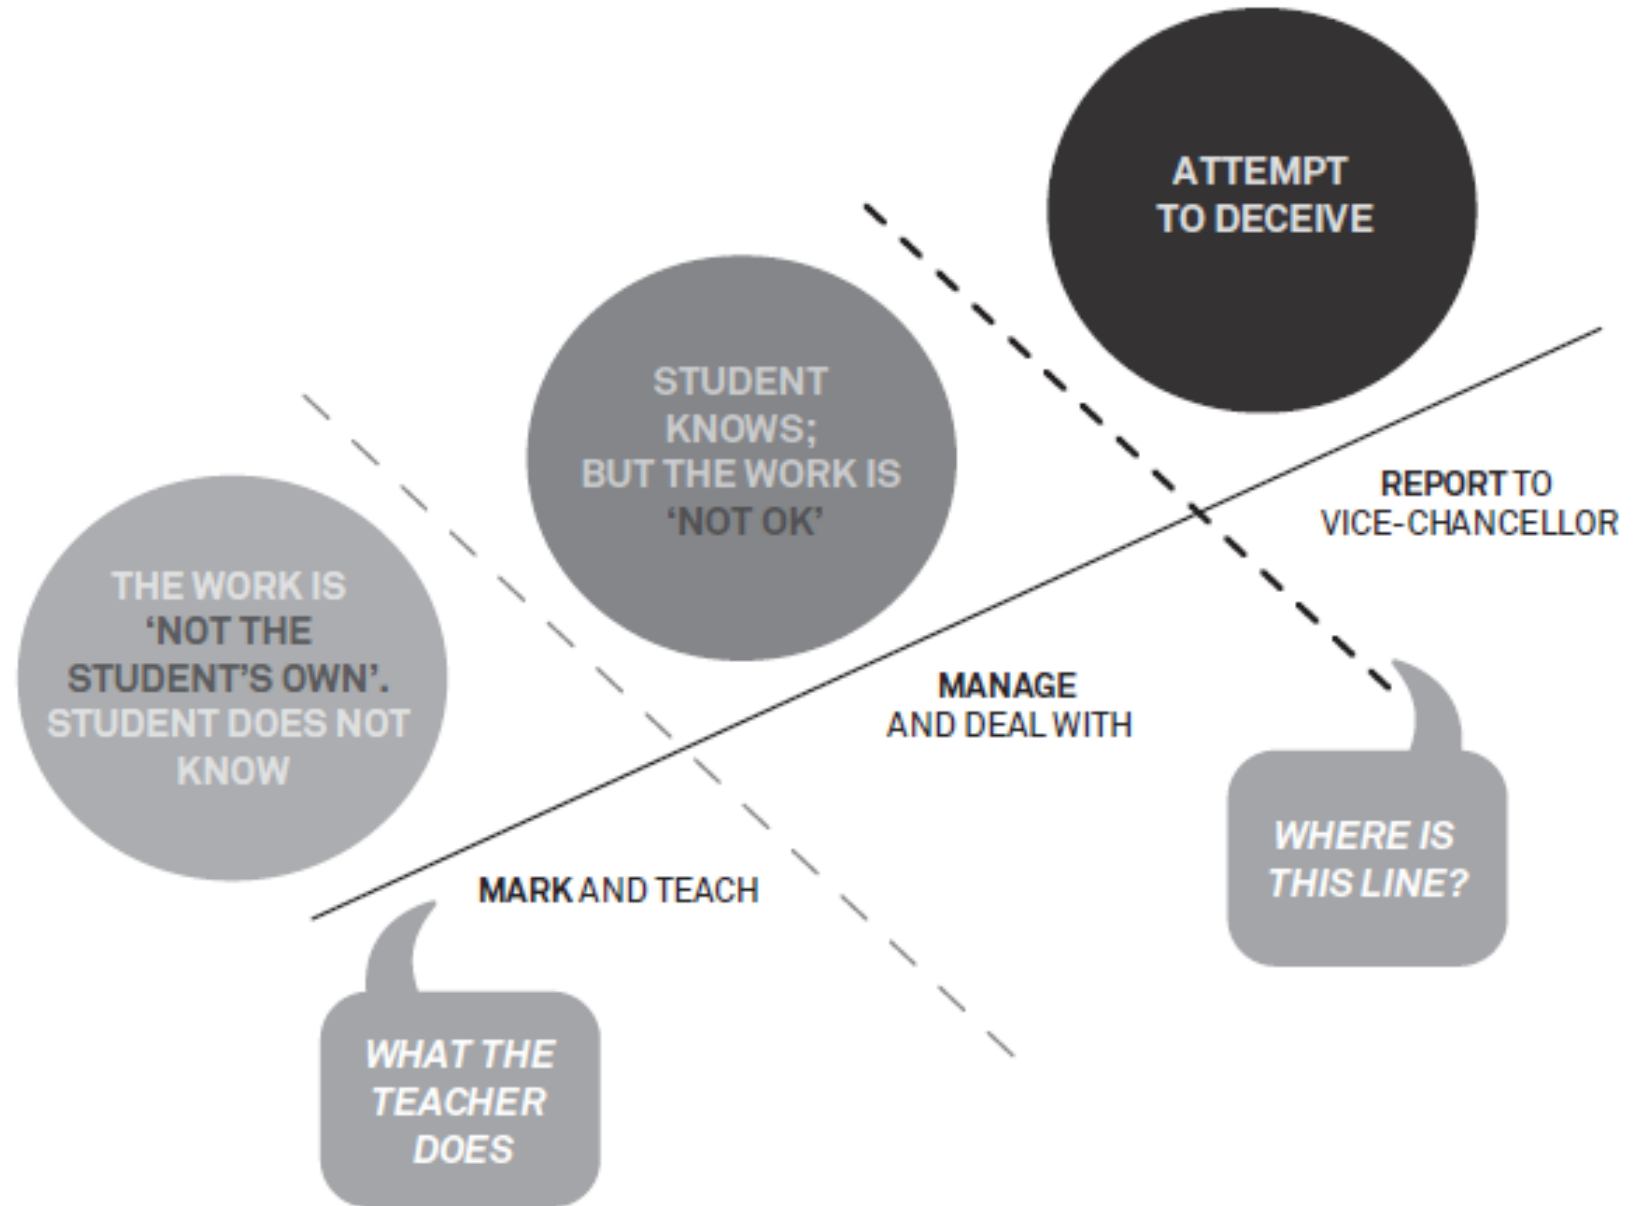 ATTEMPT
TO DECEIVE
STUDENT
KNOWS;
BUT THE WORK IS
‘NOT OK’
THE WORK IS
‘NOT THE
STUDENT’S OWN’.
STUDENT DOES NOT
KNOW
REPORT TO
VICE-CHANCELLOR
MANAGE
AND DEAL WITH
MARK AND TEACH
WHERE IS
THIS LINE?
WHAT THE
TEACHER
DOES